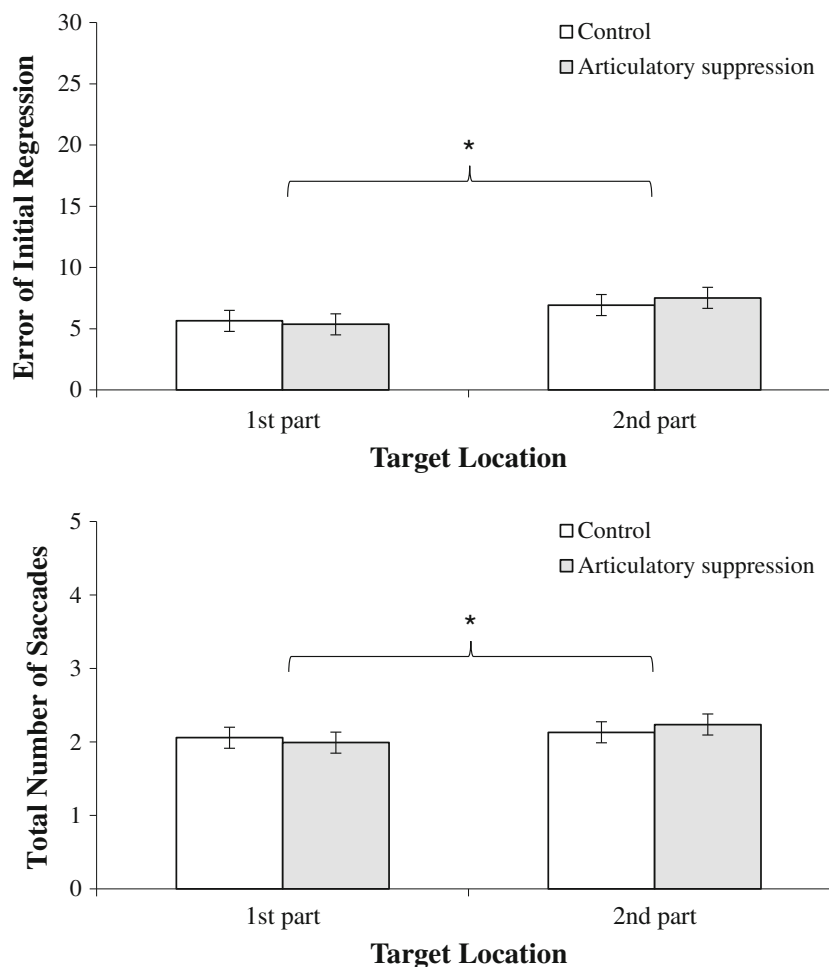 30
25
20
15
10
5
0
Error of Initial Regression
Control
Articulatory suppression
*
1st part
2nd part
Target Location
5
4
3
2
1
0
Total Number of Saccades
Control
Articulatory suppression
*
1st part
2nd part
Target Location